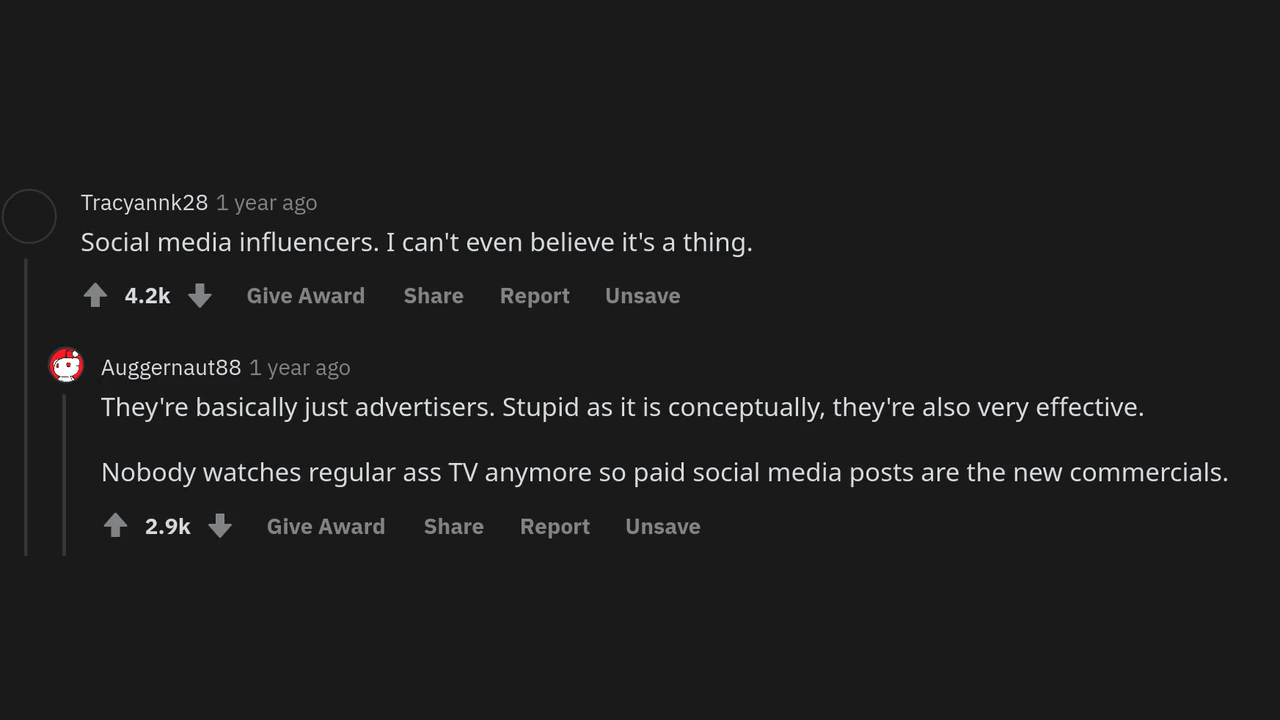 Tracyannk28 1 year ago
Social media influencers. I can't even believe it's a thing.
4.2k Give Award Share Report Unsave
Auggernaut88 1 year ago
They're basically just advertisers. Stupid as it is conceptually, they're also very effective.
Nobody watches regular ass TV anymore so paid social media posts are the new commercials.
2.9k Give Award Share Report Unsave